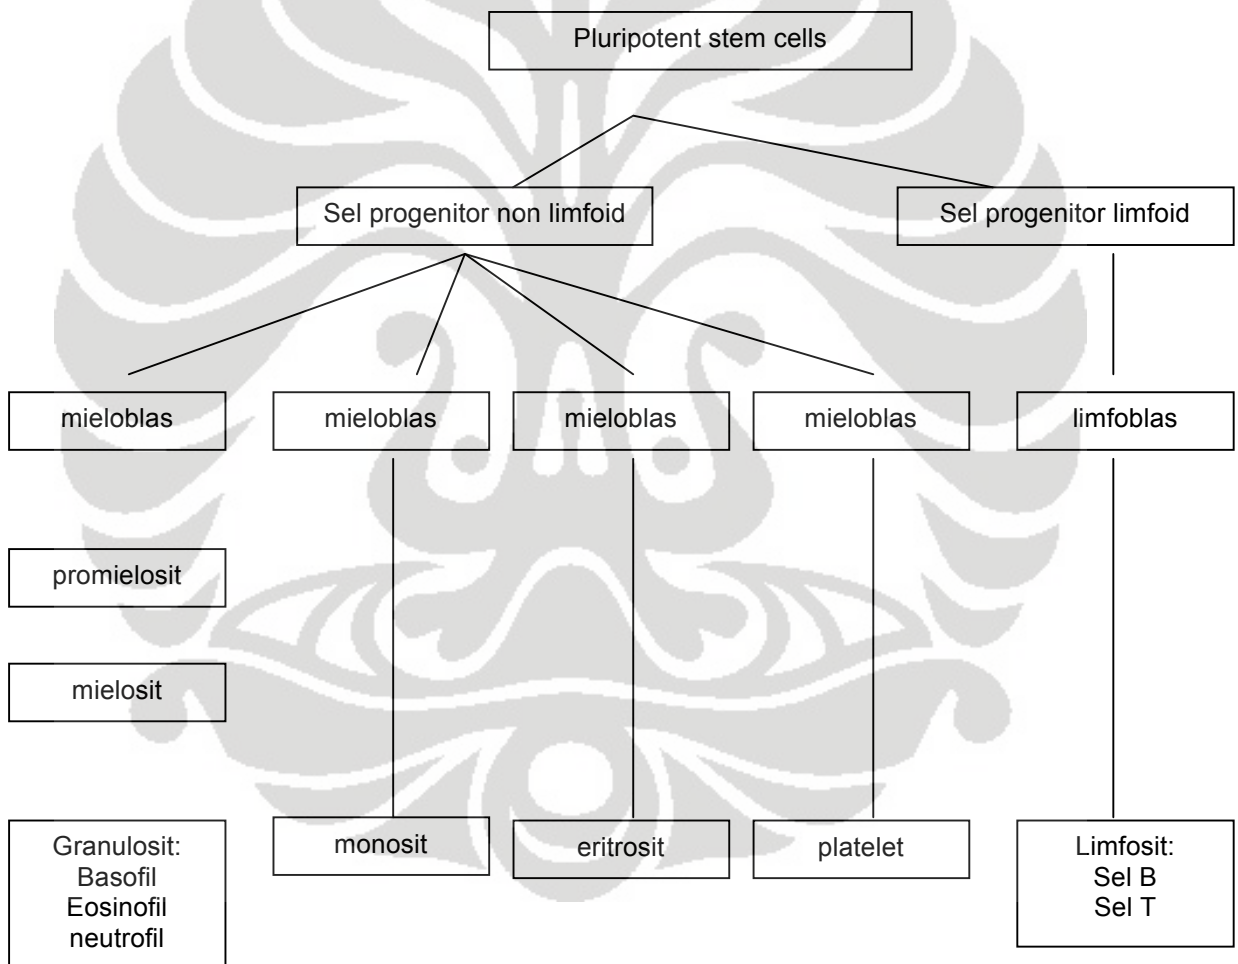 Pluripotent stem cells
Sel progenitor non limfoid
Sel progenitor limfoid
mieloblas
mieloblas
mieloblas
mieloblas
limfoblas
promielosit
mielosit
Granulosit:
Basofil
Eosinofil
neutrofil
monosit
eritrosit
platelet
Limfosit:
Sel B
Sel T